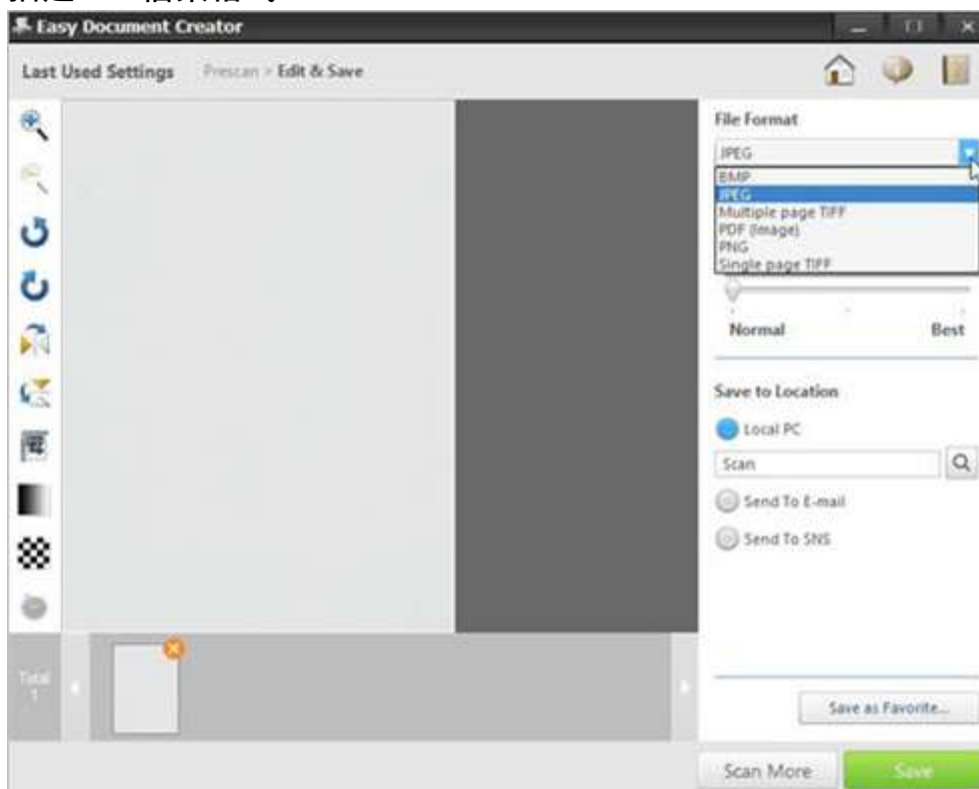 Easy Document Creator
Last Used Settings Prescan > Edit & Save
File Format
JPEG
BMP
JPEG
Multiple page TIFF
PDF (Image)
PNG
Single page TIFF
Normal Best
Save to Location
Local PC
Scan
Send To E-mail
Send To SNS
Total
1
Save as Favorite...
Scan More Save